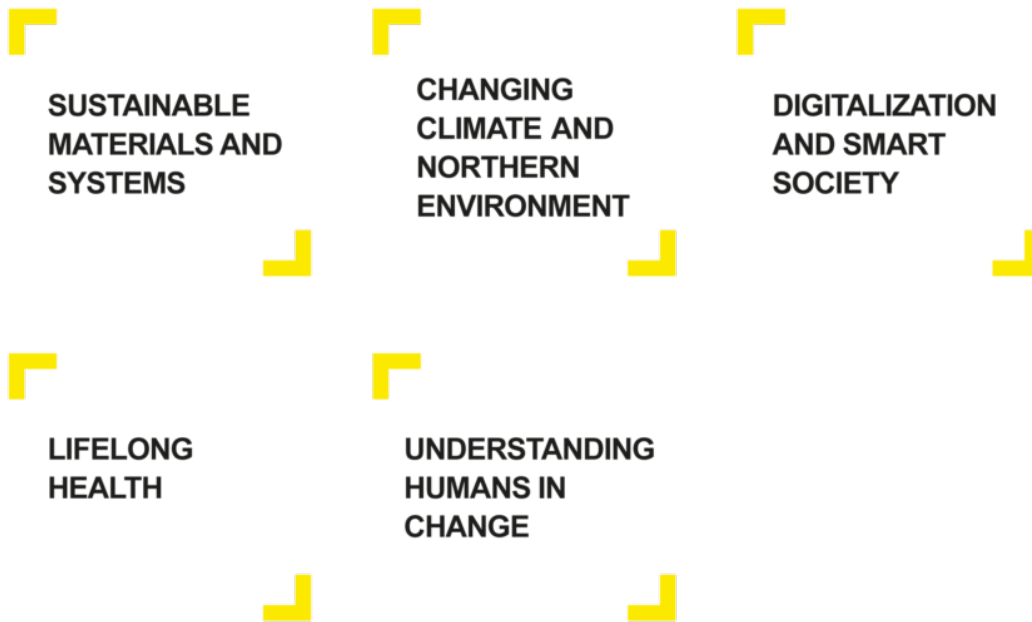 SUSTAINABLE
MATERIALS AND
SYSTEMS
CHANGING
CLIMATE AND
NORTHERN
ENVIRONMENT
DIGITALIZATION
AND SMART
SOCIETY
LIFELONG
HEALTH
UNDERSTANDING
HUMANS IN
CHANGE